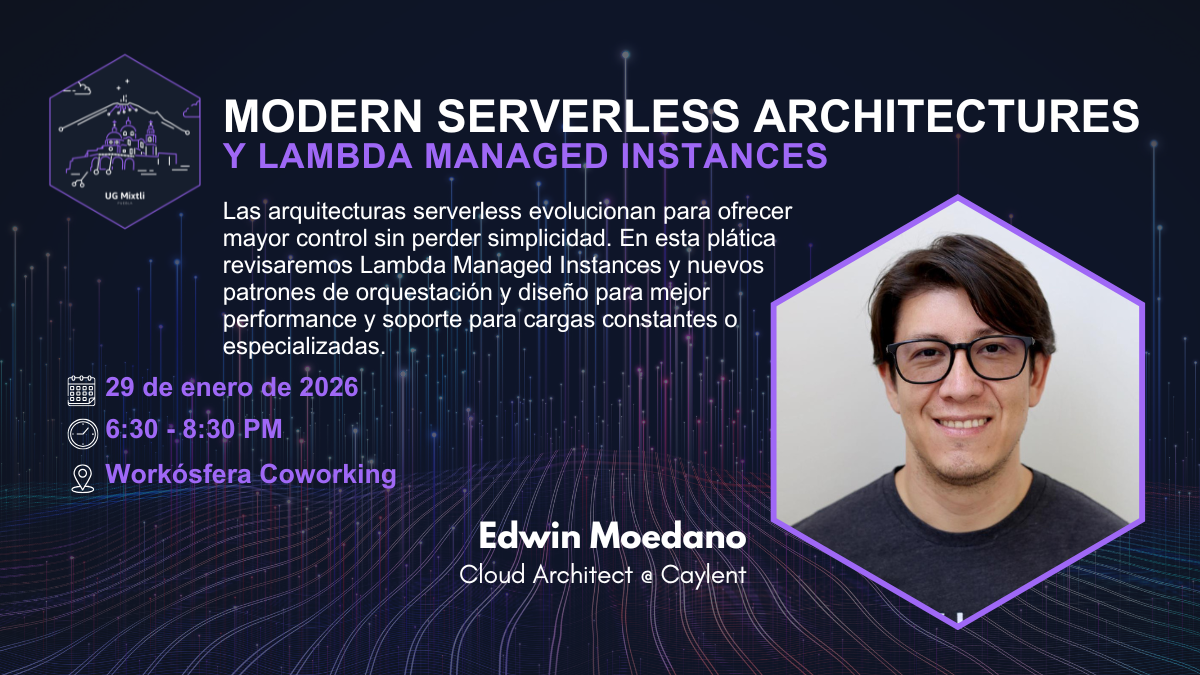 UG Mixtli
PUEBLA
MODERN SERVERLESS ARCHITECTURES
Y LAMBDA MANAGED INSTANCES
Las arquitecturas serverless evolucionan para ofrecer
mayor control sin perder simplicidad. En esta plática
revisaremos Lambda Managed Instances y nuevos
patrones de orquestación y diseño para mejor
performance y soporte para cargas constantes o
especializadas.
29 de enero de 2026
6:30 - 8:30 PM
Workósfera Coworking
Edwin Moedano
Cloud Architect @ Caylent